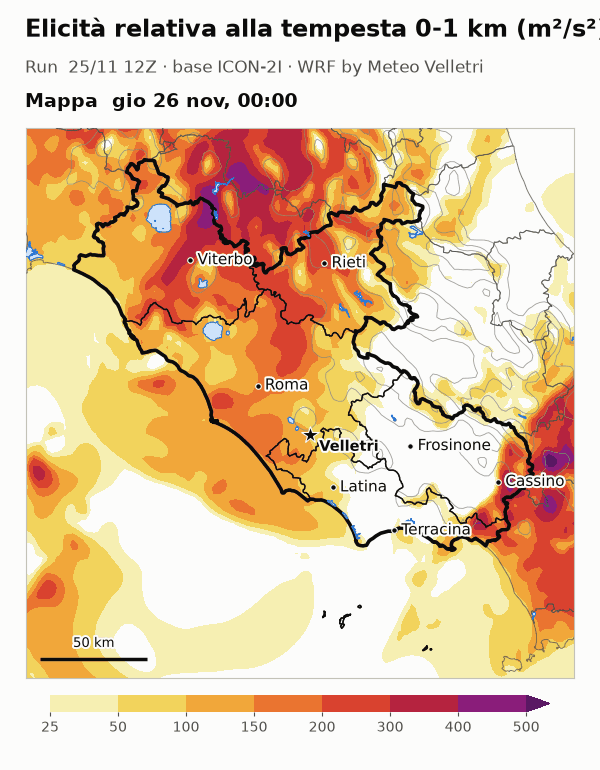 Elicità relativa alla tempesta 0-1 km (m²/s²)
Run 25/11 12Z · base ICON-2I · WRF by Meteo Velletri
Mappa gio 26 nov, 00:00
Viterbo
Rieti
Roma
Velletri
Frosinone
Cassino
Latina
Terracina
50 km
25 50 100 150 200 300 400 500